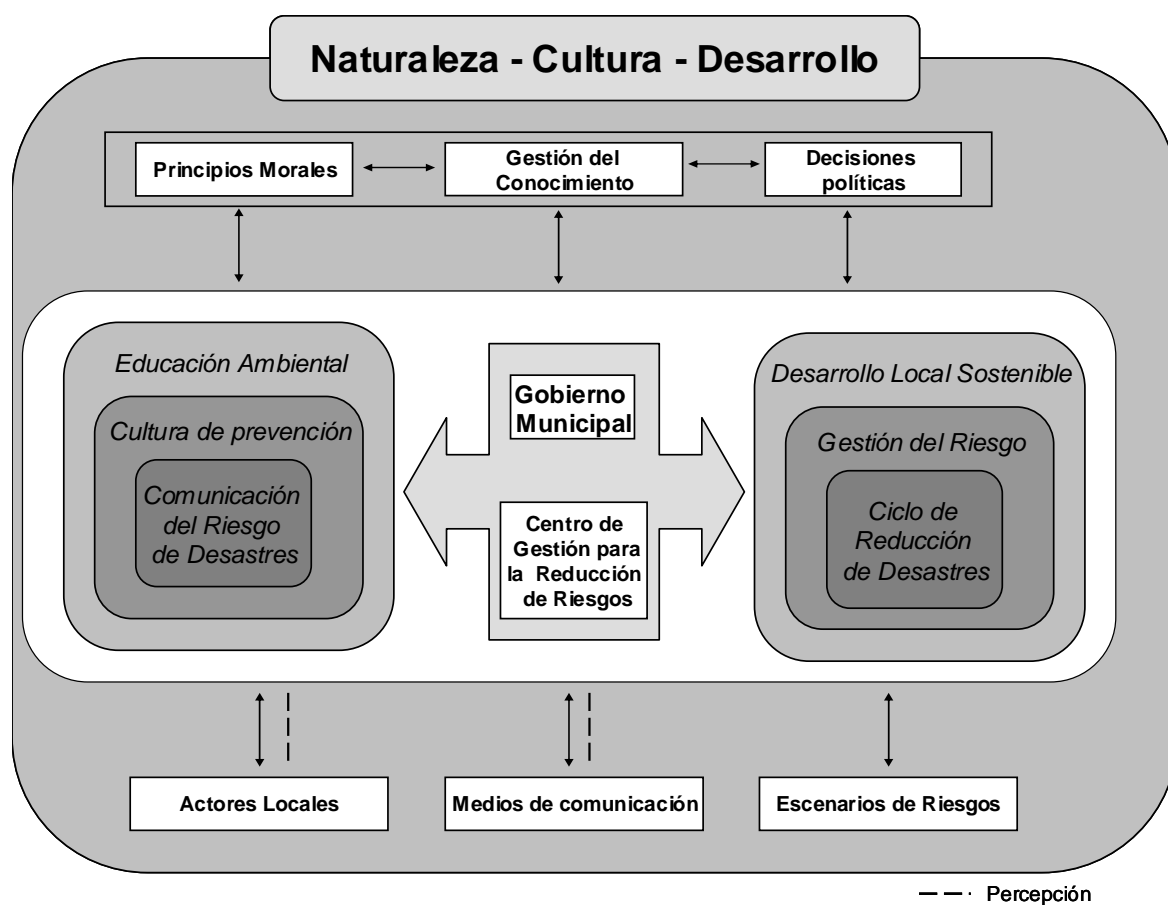 Naturaleza - Cultura - Desarrollo
Principios Morales
Gestión del
Conocimiento
Decisiones
políticas
Educación Ambiental
Cultura de prevención
Comunicación
del Riesgo
de Desastres
Gobierno
Municipal
Centro de
Gestión para
la Reducción
de Riesgos
Desarrollo Local Sostenible
Gestión del Riesgo
Ciclo de
Reducción
de Desastres
Actores Locales
Medios de comunicación
Escenarios de Riesgos
Percepción